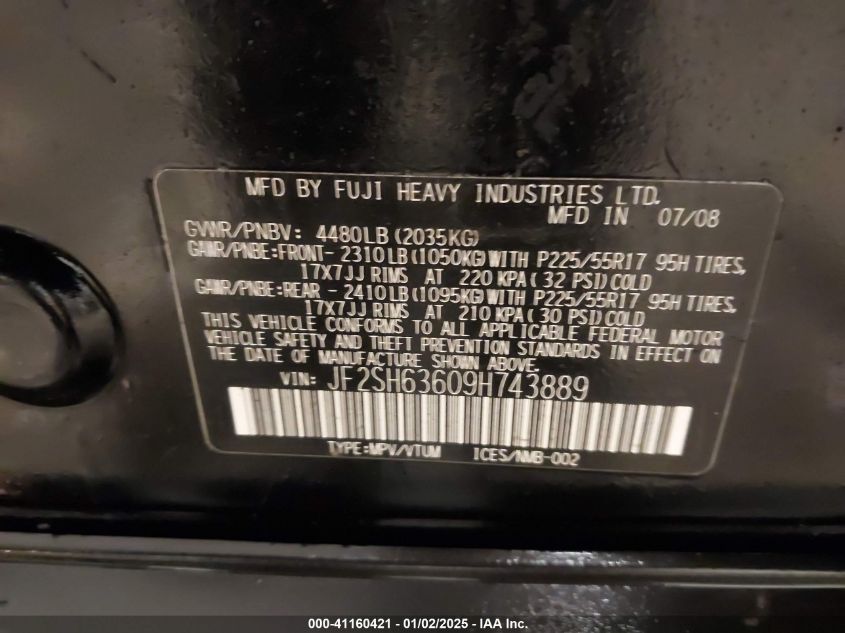 MFD BY FUJI HEAVY INDUSTRIES LTD.
MFD IN 07/08
GVWR/PNBV: 4480LB (2035KG)
GAWR/PNBE:FRONT- 2310LB(1050KG)WITH P225/55R17 95H TIRES,
17X7JJ RIMS AT 220 KPA( 32 PSI)COLD
GAWR/PNBE:REAR - 2410LB(1095KG)WITH P225/55R17 95H TIRES,
17X7JJ RIMS AT 210 KPA( 30 PSI)COLD
THIS VEHICLE CONFORMS TO ALL APPLICABLE FEDERAL MOTOR
VEHICLE SAFETY AND THEFT PREVENTION STANDARDS IN EFFECT ON
THE DATE OF MANUFACTURE SHOWN ABOVE.
VIN: JF2SH63609H743889
TYPE:MPV/VTUM ICES/NMB-002
000-41160421 - 01/02/2025 - IAA Inc.